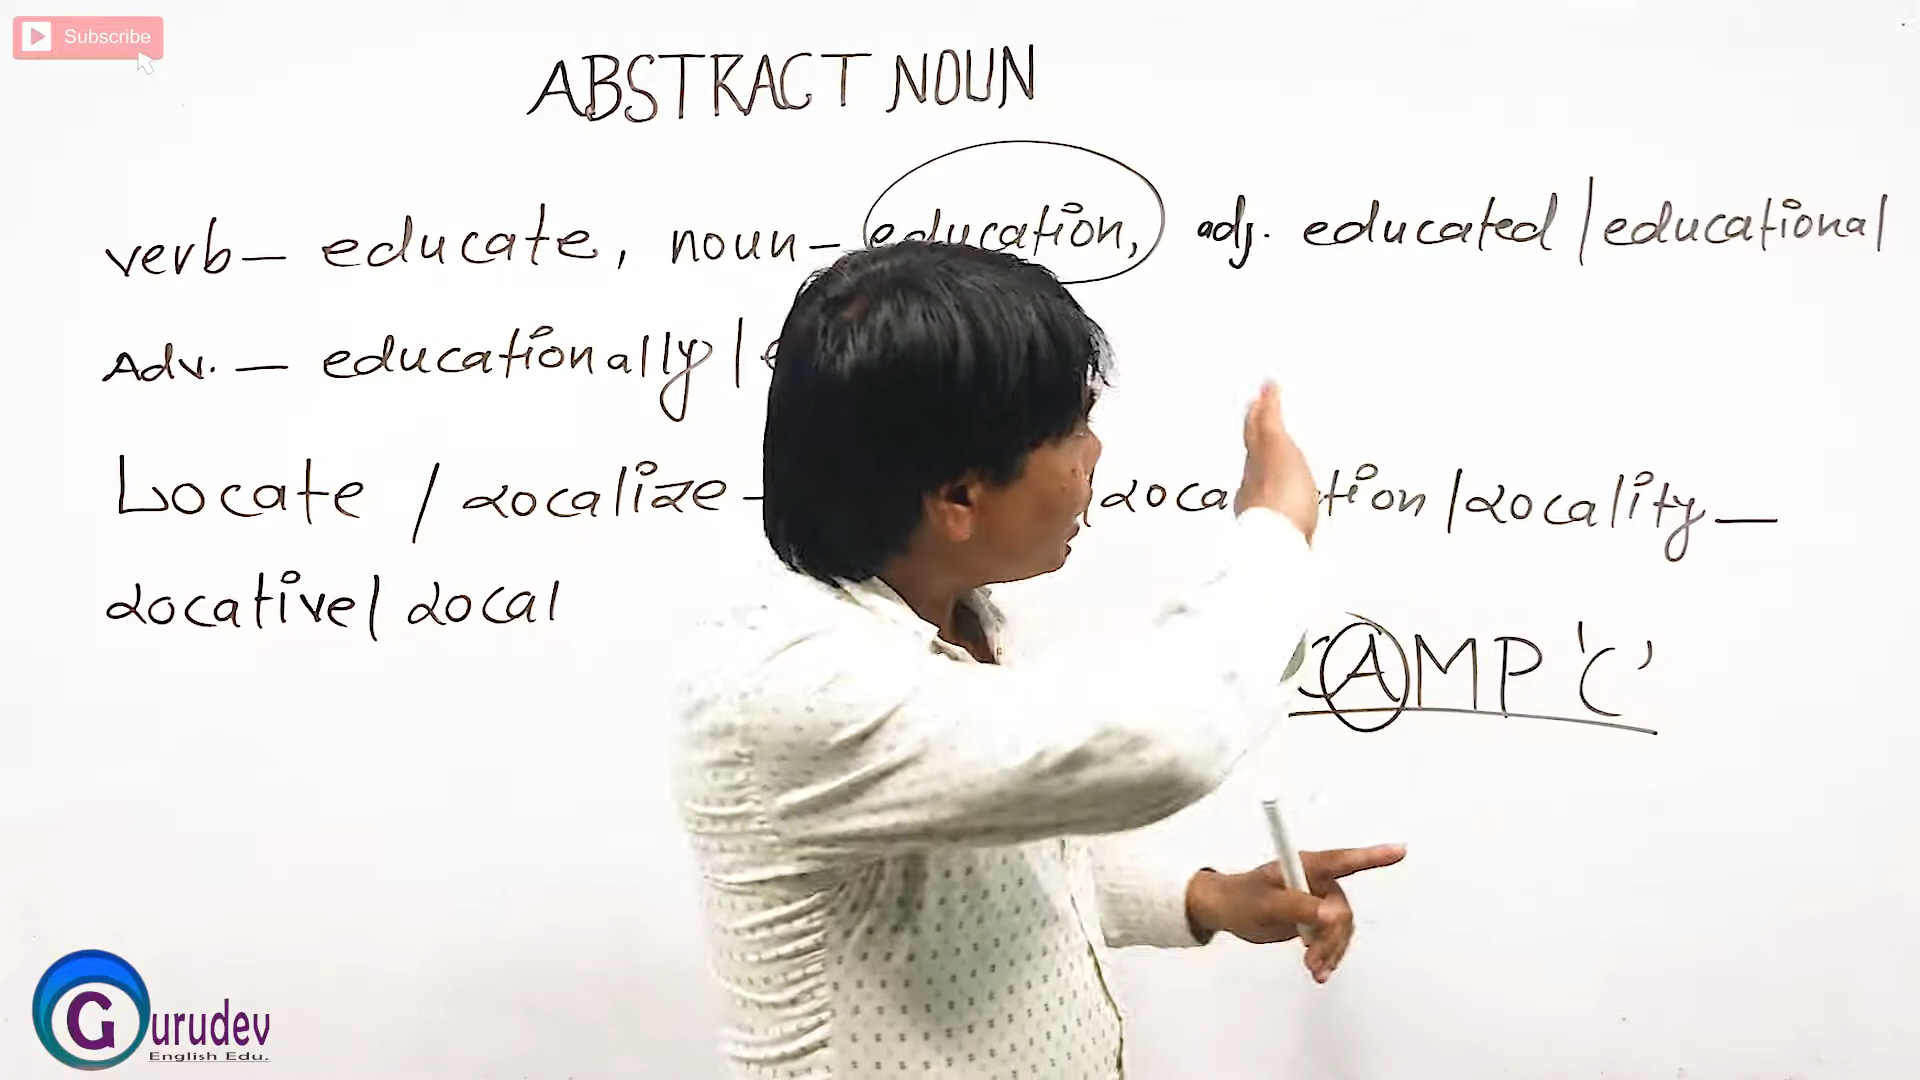 Subscribe
ABSTRACT NOUN
verb – educate, noun – education, adj. educated / educational
Adv. – educationally /
Locate / localize – tion / locality –
locative / local
AMP 'C'
Gurudev
English Edu.